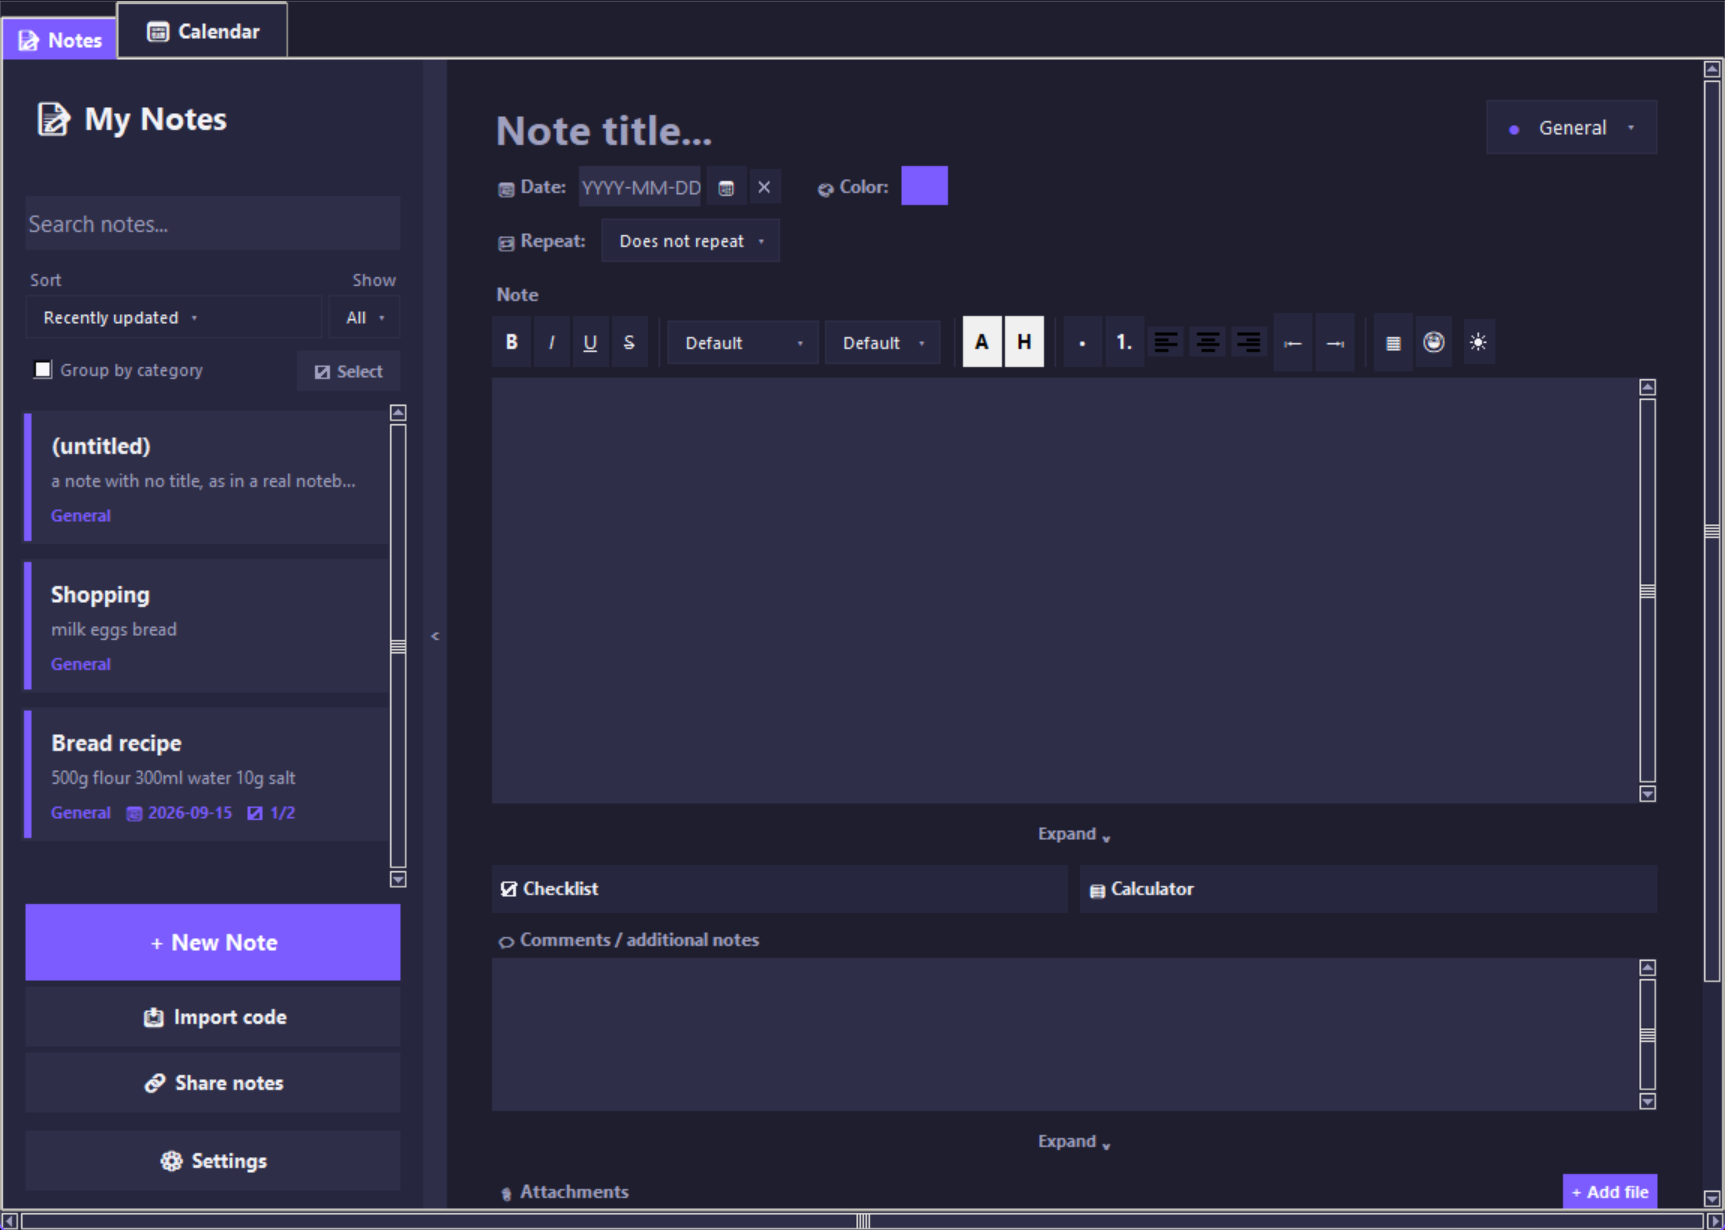 Notes
Calendar
My Notes
Search notes...
Sort
Show
Recently updated
All
Group by category
Select
(untitled)
a note with no title, as in a real noteb...
General
Shopping
milk eggs bread
General
Bread recipe
500g flour 300ml water 10g salt
General 2026-09-15 1/2
+ New Note
Import code
Share notes
Settings
<
Note title...
General
Date: YYYY-MM-DD
Color:
Repeat: Does not repeat
Note
B I U S Default Default A H • 1.
Expand
Checklist
Calculator
Comments / additional notes
Expand
Attachments
+ Add file